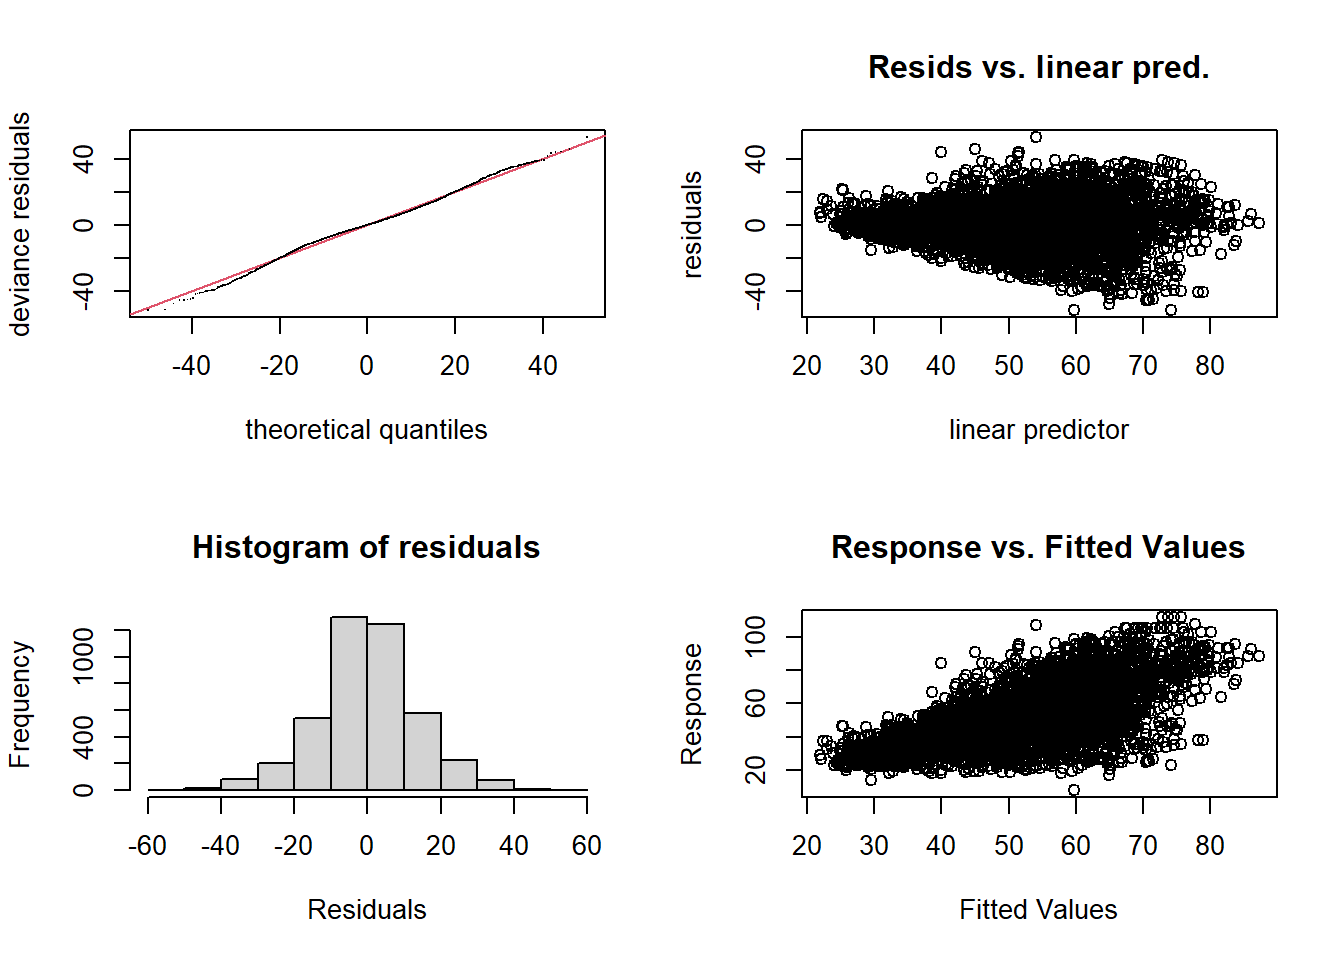 deviance residuals
-40 0 40
-40 -20 0 20 40
theoretical quantiles
Resids vs. linear pred.
residuals
-40 0 40
20 30 40 50 60 70 80
linear predictor
Histogram of residuals
Frequency
0 400 1000
-60 -40 -20 0 20 40 60
Residuals
Response vs. Fitted Values
Response
20 60 100
20 30 40 50 60 70 80
Fitted Values